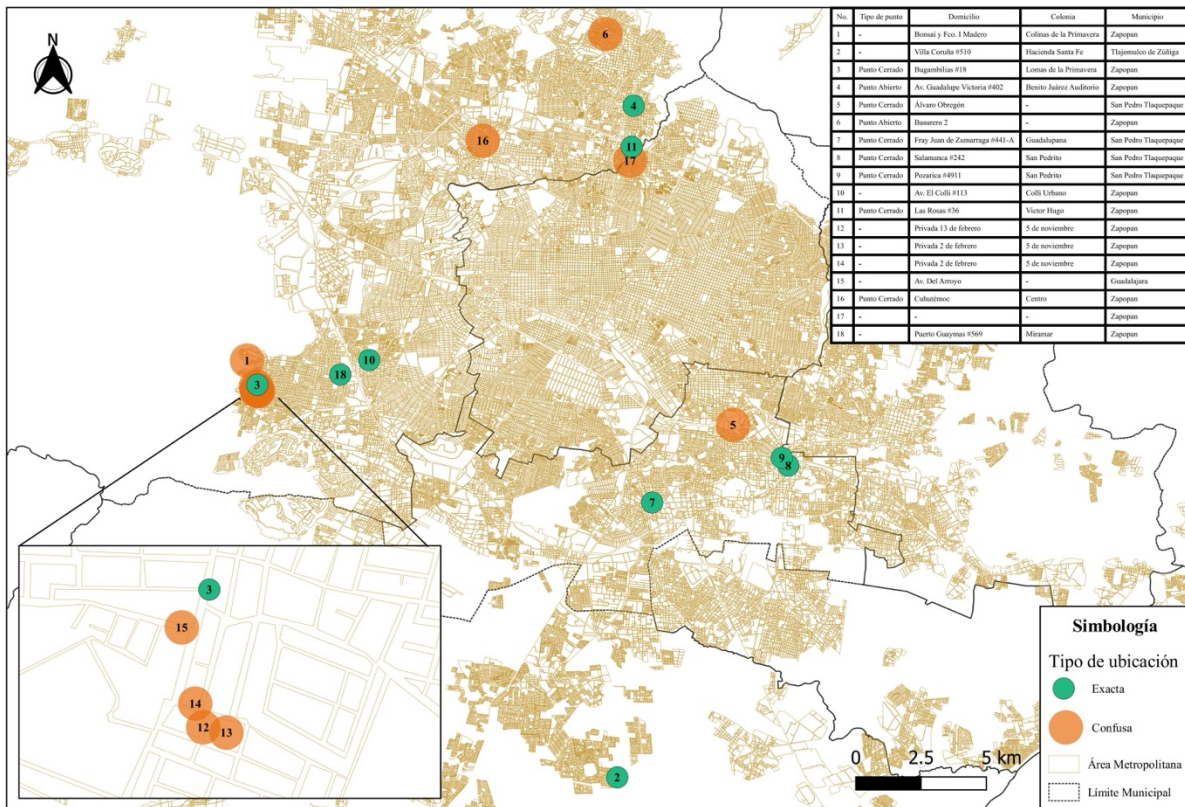 N
No. Tipo de punto Domicilio Colonia Municipio
1 - Bonsai y Fco. I Madero Colinas de la Primavera Zapopan
2 - Villa Coruña #510 Hacienda Santa Fe Tlajomulco de Zúñiga
3 Punto Cerrado Bugambilias #18 Lomas de la Primavera Zapopan
4 Punto Abierto Av. Guadalupe Victoria #402 Benito Juárez Auditorio Zapopan
5 Punto Cerrado Álvaro Obregón - San Pedro Tlaquepaque
6 Punto Abierto Basurero 2 - Zapopan
7 Punto Cerrado Fray Juan de Zumarraga #441-A Guadalupana San Pedro Tlaquepaque
8 Punto Cerrado Salamanca #242 San Pedrito San Pedro Tlaquepaque
9 Punto Cerrado Pozarica #4911 San Pedrito San Pedro Tlaquepaque
10 - Av. El Colli #113 Colli Urbano Zapopan
11 Punto Cerrado Las Rosas #36 Victor Hugo Zapopan
12 - Privada 13 de febrero 5 de noviembre Zapopan
13 - Privada 2 de febrero 5 de noviembre Zapopan
14 - Privada 2 de febrero 5 de noviembre Zapopan
15 - Av. Del Arroyo - Guadalajara
16 Punto Cerrado Cuhutémoc Centro Zapopan
17 - - - Zapopan
18 - Puerto Guaymas #569 Miramar Zapopan
6
4
16
11
17
1
10
18
3
5
9
8
7
3
15
14
12
13
2
Simbología
Tipo de ubicación
Exacta
Confusa
Área Metropolitana
Límite Municipal
0 2.5 5 km